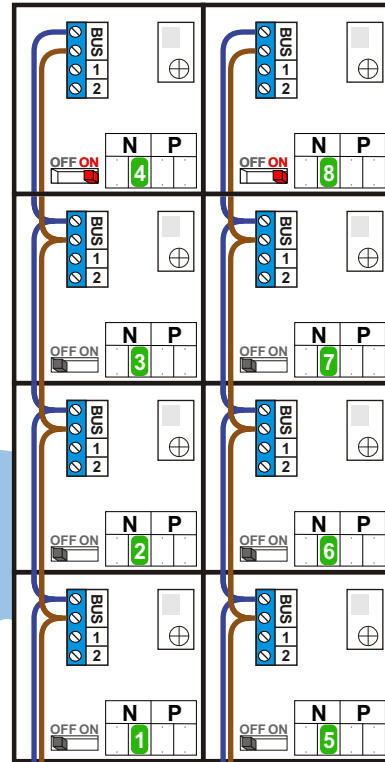 BUS BUS
1 1
2 2
N P N P
OFF ON 4 OFF ON 8
BUS BUS
1 1
2 2
N P N P
OFF ON 3 OFF ON 7
BUS BUS
1 1
2 2
N P N P
OFF ON 2 OFF ON 6
BUS BUS
1 1
2 2
N P N P
OFF ON 1 OFF ON 5